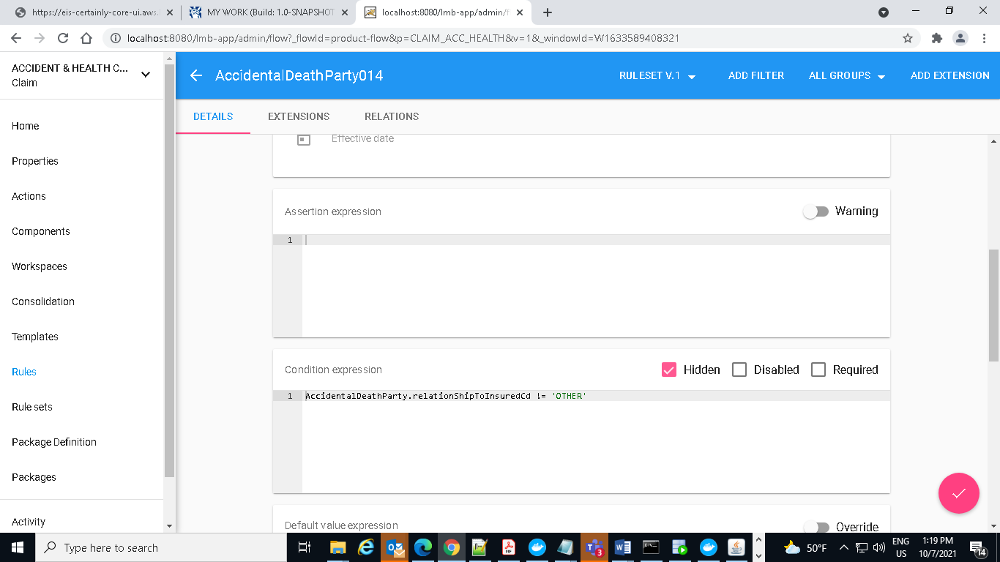 https://eis-certainly-core-ui.aws.
MY WORK (Build: 1.0-SNAPSHOT
localhost:8080/lmb-app/admin/f
localhost:8080/lmb-app/admin/flow?_flowId=product-flow&p=CLAIM_ACC_HEALTH&v=1&_windowId=W1633589408321
ACCIDENT & HEALTH C...
Claim
AccidentalDeathParty014
RULESET V.1
ADD FILTER
ALL GROUPS
ADD EXTENSION
DETAILS
EXTENSIONS
RELATIONS
Home
Properties
Actions
Components
Workspaces
Consolidation
Templates
Rules
Rule sets
Package Definition
Packages
Activity
Effective date
Assertion expression
Warning
1
Condition expression
Hidden
Disabled
Required
1 AccidentalDeathParty.relationShipToInsuredCd != 'OTHER'
Default value expression
Override
Type here to search
3
50°F
ENG
US
1:19 PM
10/7/2021
14